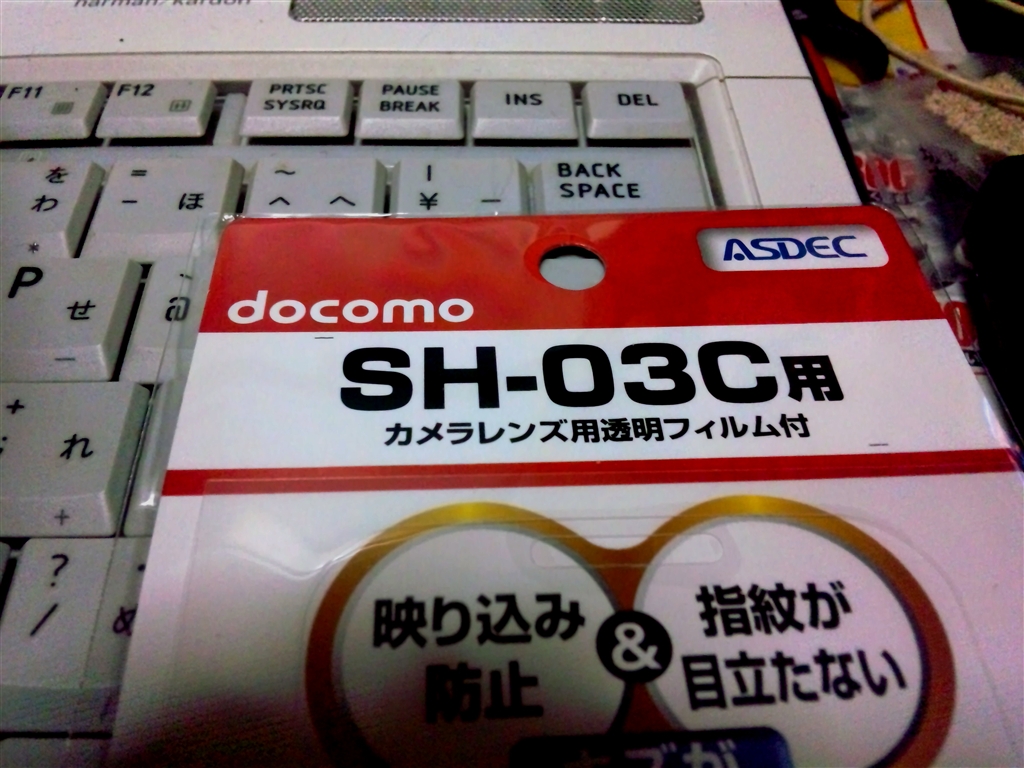 harman/kardon
F11
F12
PRTSC
SYSRQ
PAUSE
BREAK
INS
DEL
を
わ
=
- ほ
~
^ へ
|
¥ ー
BACK
SPACE
*
P
せ
@
+
れ
+
?
/
め
ASDEC
docomo
SH-03C用
カメラレンズ用透明フィルム付
映り込み
防止
&
指紋が
目立たない